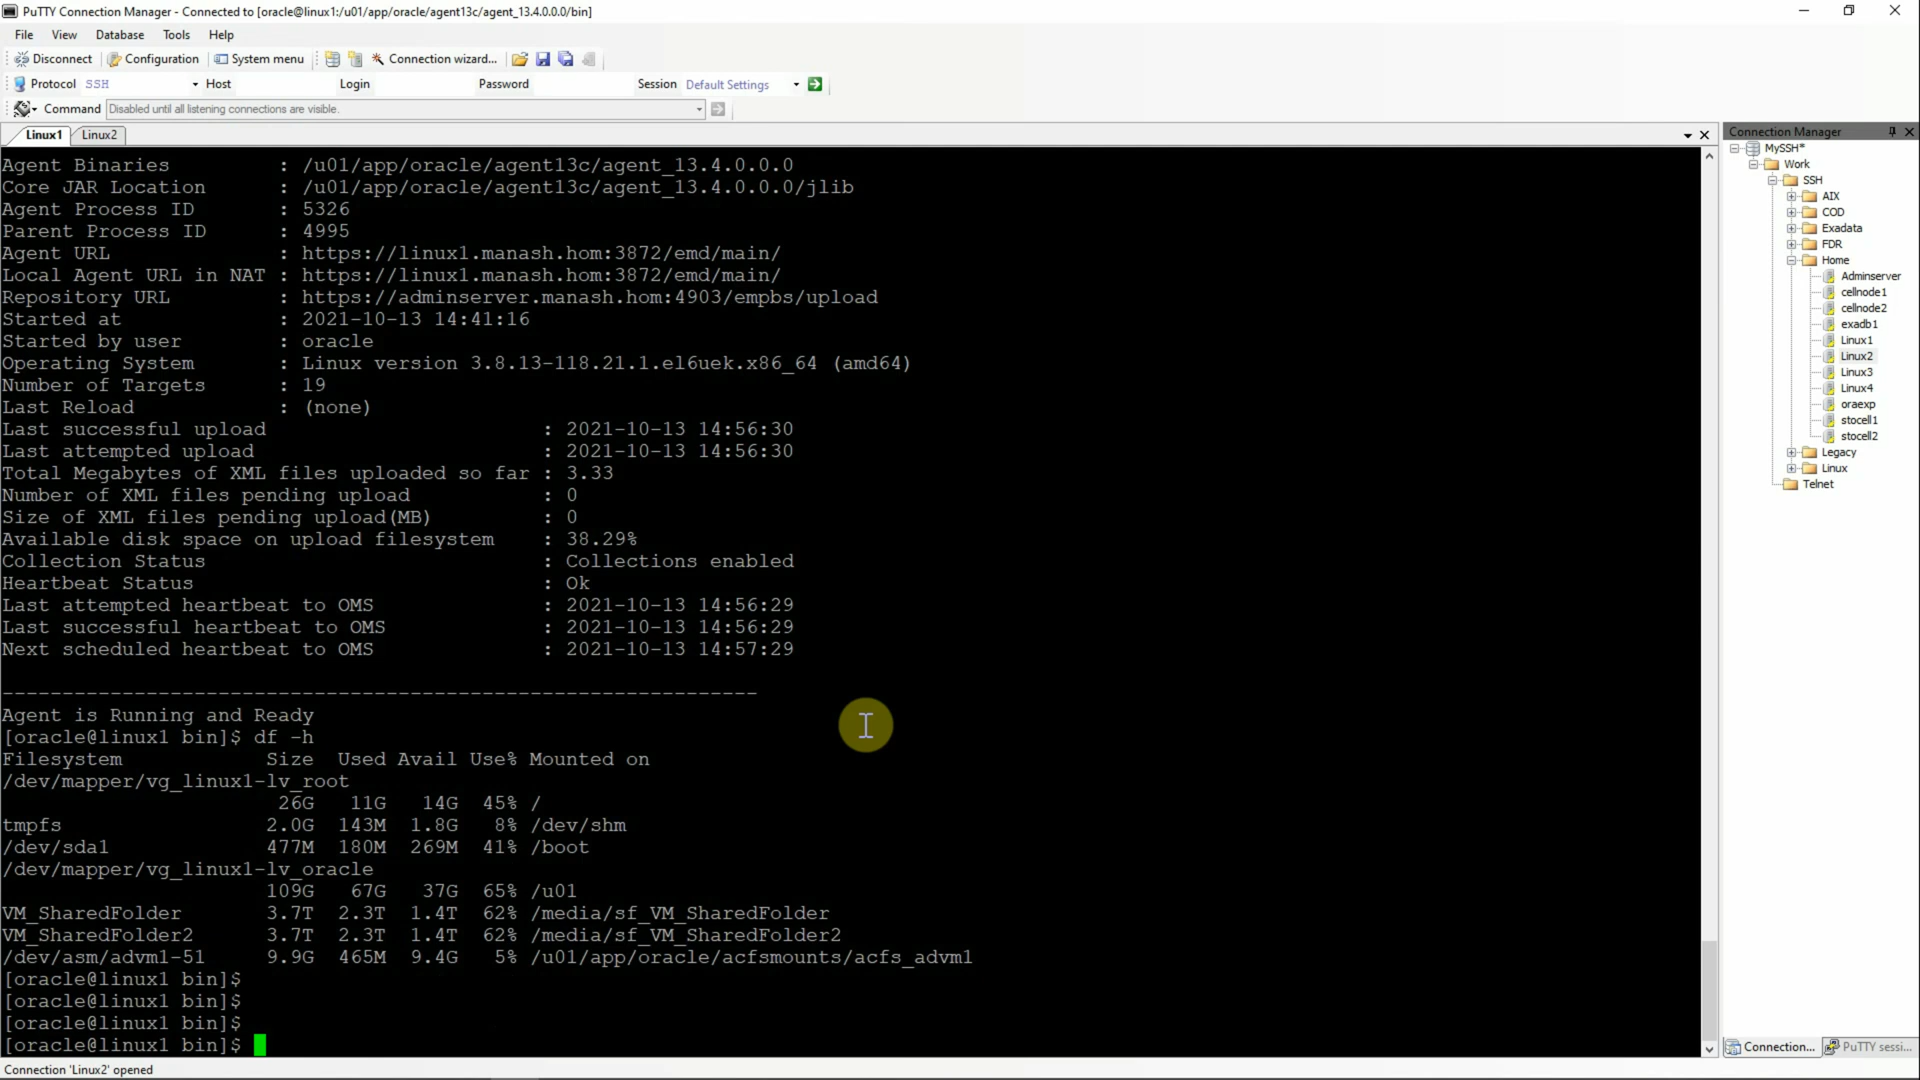 PuTTY Connection Manager - Connected to [oracle@linux1:/u01/app/oracle/agent13c/agent_13.4.0.0.0/bin]
File View Database Tools Help
Disconnect Configuration System menu Connection wizard...
Protocol SSH Host Login Password Session Default Settings
Command Disabled until all listening connections are visible.
Linux1 Linux2
Agent Binaries : /u01/app/oracle/agent13c/agent_13.4.0.0.0
Core JAR Location : /u01/app/oracle/agent13c/agent_13.4.0.0.0/jlib
Agent Process ID : 5326
Parent Process ID : 4995
Agent URL : https://linux1.manash.hom:3872/emd/main/
Local Agent URL in NAT : https://linux1.manash.hom:3872/emd/main/
Repository URL : https://adminserver.manash.hom:4903/empbs/upload
Started at : 2021-10-13 14:41:16
Started by user : oracle
Operating System : Linux version 3.8.13-118.21.1.el6uek.x86_64 (amd64)
Number of Targets : 19
Last Reload : (none)
Last successful upload : 2021-10-13 14:56:30
Last attempted upload : 2021-10-13 14:56:30
Total Megabytes of XML files uploaded so far : 3.33
Number of XML files pending upload : 0
Size of XML files pending upload(MB) : 0
Available disk space on upload filesystem : 38.29%
Collection Status : Collections enabled
Heartbeat Status : Ok
Last attempted heartbeat to OMS : 2021-10-13 14:56:29
Last successful heartbeat to OMS : 2021-10-13 14:56:29
Next scheduled heartbeat to OMS : 2021-10-13 14:57:29
---------------------------------------------------------------
Agent is Running and Ready
[oracle@linux1 bin]$ df -h
Filesystem Size Used Avail Use% Mounted on
/dev/mapper/vg_linux1-lv_root
26G 11G 14G 45% /
tmpfs 2.0G 143M 1.8G 8% /dev/shm
/dev/sda1 477M 180M 269M 41% /boot
/dev/mapper/vg_linux1-lv_oracle
109G 67G 37G 65% /u01
VM_SharedFolder 3.7T 2.3T 1.4T 62% /media/sf_VM_SharedFolder
VM_SharedFolder2 3.7T 2.3T 1.4T 62% /media/sf_VM_SharedFolder2
/dev/asm/advm1-51 9.9G 465M 9.4G 5% /u01/app/oracle/acfsmounts/acfs_advm1
[oracle@linux1 bin]$
[oracle@linux1 bin]$
[oracle@linux1 bin]$
[oracle@linux1 bin]$
Connection Manager
MySSH*
Work
SSH
AIX
COD
Exadata
FDR
Home
Adminserver
cellnode1
cellnode2
exadb1
Linux1
Linux2
Linux3
Linux4
oraexp
stocell1
stocell2
Legacy
Linux
Telnet
Connection... PuTTY sessi...
Connection 'Linux2' opened